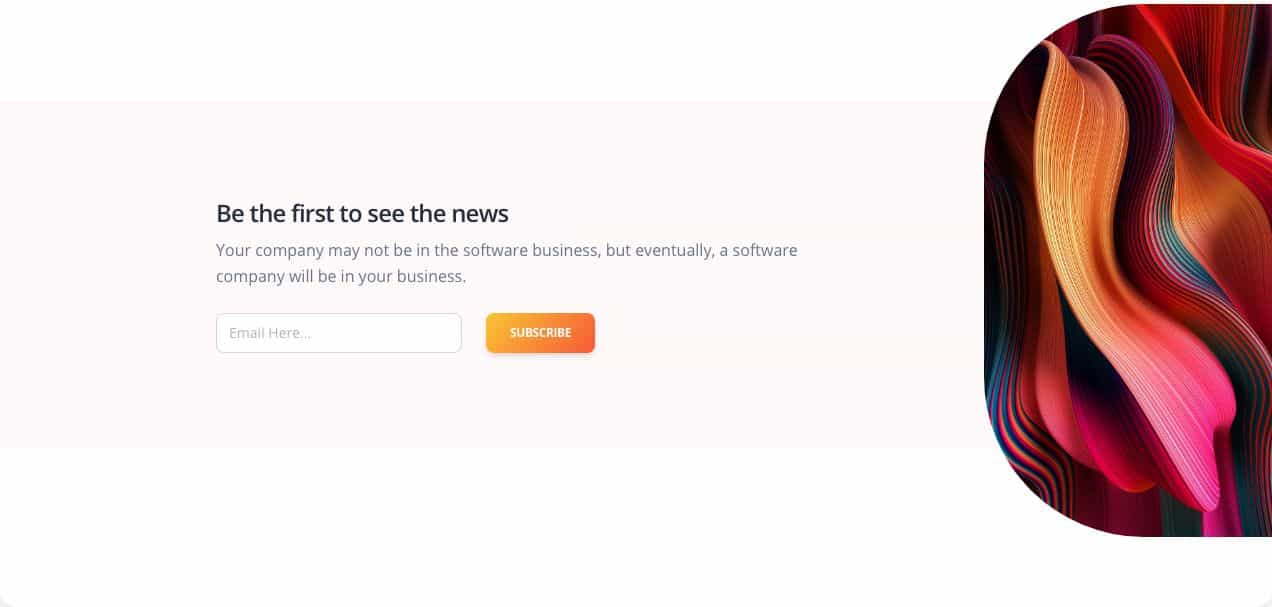 Be the first to see the news
Your company may not be in the software business, but eventually, a software
company will be in your business.
Email Here...
SUBSCRIBE